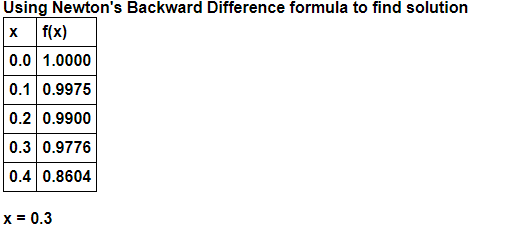 Using Newton's Backward Difference formula to find solution
x f(x)
0.0 1.0000
0.1 0.9975
0.2 0.9900
0.3 0.9776
0.4 0.8604
x = 0.3